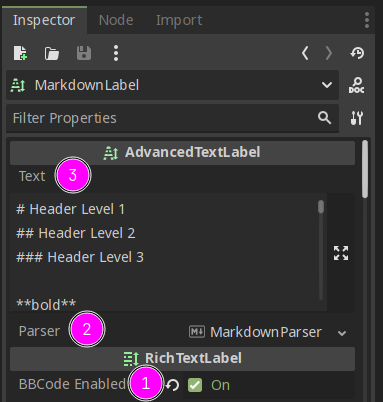 Inspector Node Import
DOC
MarkdownLabel
Filter Properties
AdvancedTextLabel
Text 3
# Header Level 1
## Header Level 2
### Header Level 3
**bold**
Parser 2 MarkdownParser
RichTextLabel
BBCode Enabled 1 On